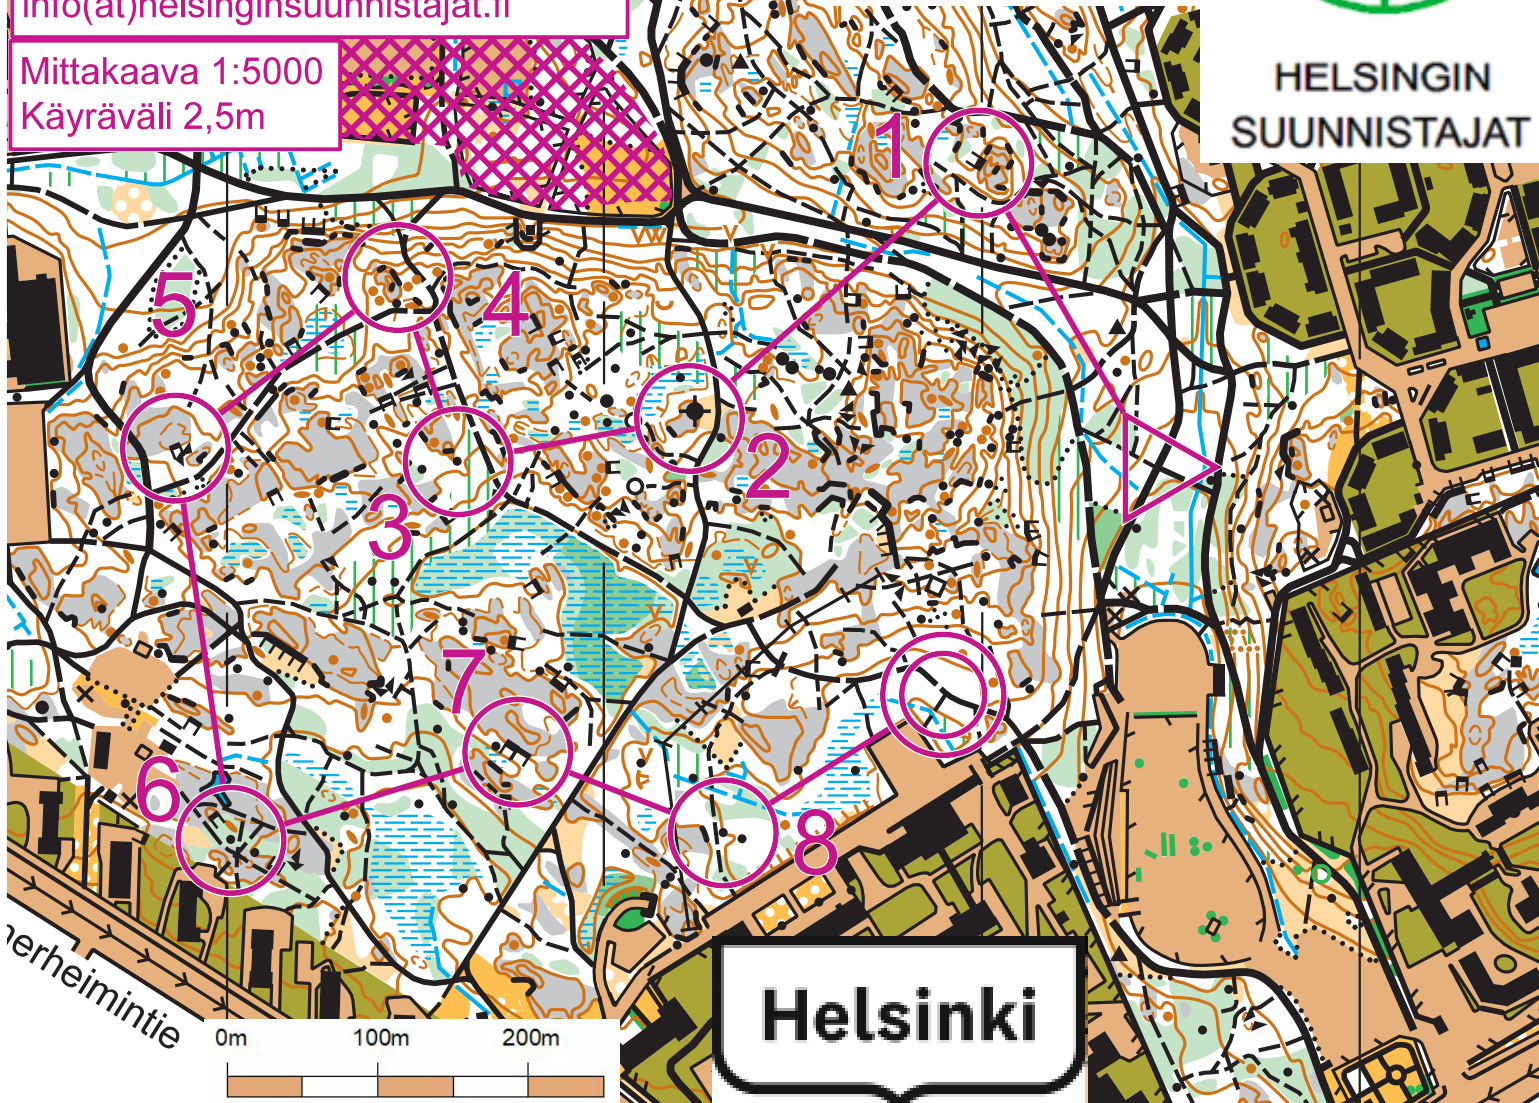 info(at)helsinginsuunnistajat.fi
Mittakaava 1:5000
Käyräväli 2,5m
HELSINGIN
SUUNNISTAJAT
1
5
4
2
3
7
6
8
nerheimintie
0m 100m 200m
Helsinki